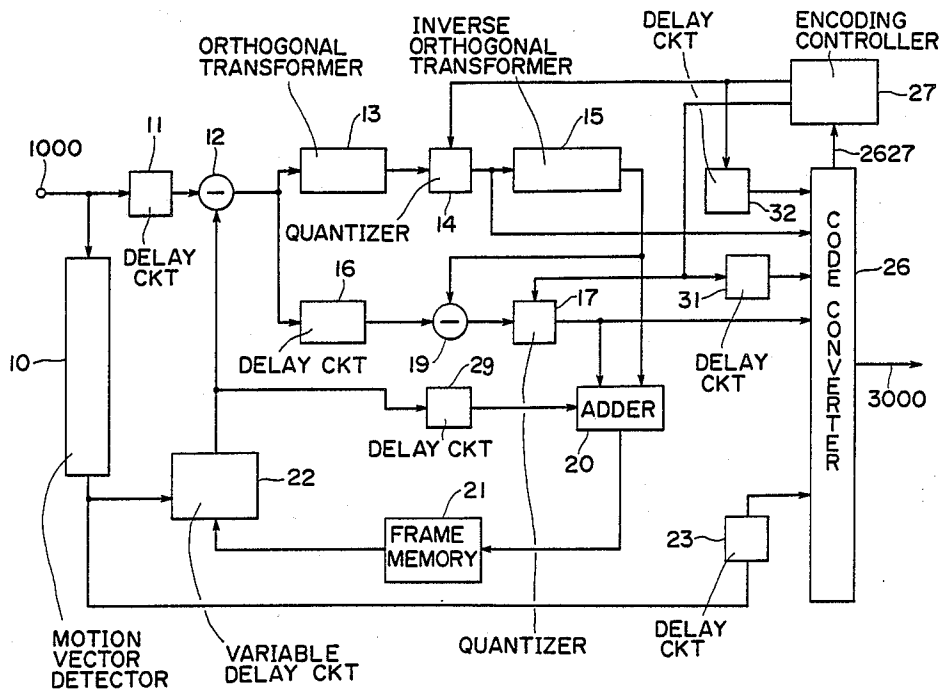 ORTHOGONAL
TRANSFORMER
INVERSE
ORTHOGONAL
TRANSFORMER
DELAY
CKT
ENCODING
CONTROLLER
27
1000
11
12
13
15
2627
14
32
QUANTIZER
DELAY
CKT
16
17
31
26
CODE CONVERTER
10
19
DELAY CKT
29
DELAY
CKT
3000
ADDER
DELAY CKT
20
22
21
FRAME
MEMORY
23
MOTION
VECTOR
DETECTOR
VARIABLE
DELAY CKT
QUANTIZER
DELAY
CKT